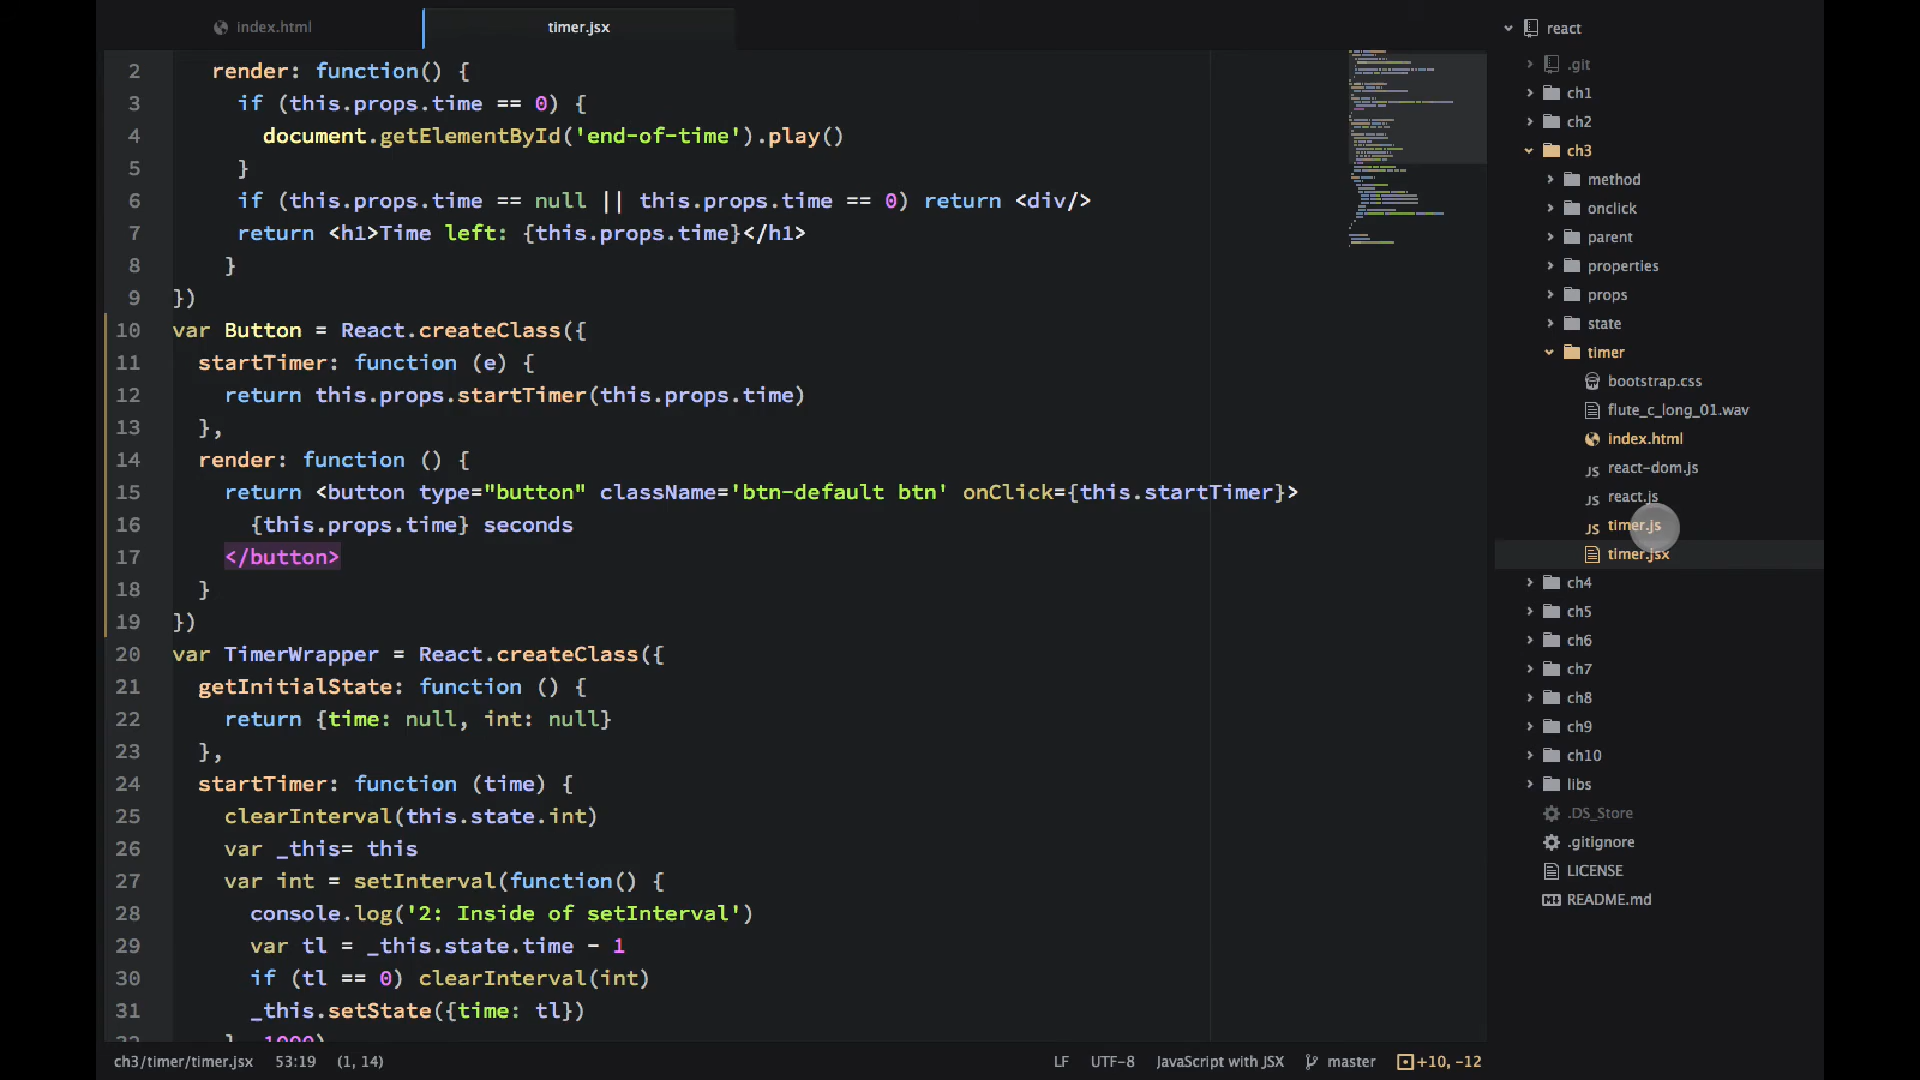 index.html
timer.jsx
2 render: function() {
3 if (this.props.time == 0) {
4 document.getElementById('end-of-time').play()
5 }
6 if (this.props.time == null || this.props.time == 0) return <div/>
7 return <h1>Time left: {this.props.time}</h1>
8 }
9 })
10 var Button = React.createClass({
11 startTimer: function (e) {
12 return this.props.startTimer(this.props.time)
13 },
14 render: function () {
15 return <button type="button" className='btn-default btn' onClick={this.startTimer}>
16 {this.props.time} seconds
17 </button>
18 }
19 })
20 var TimerWrapper = React.createClass({
21 getInitialState: function () {
22 return {time: null, int: null}
23 },
24 startTimer: function (time) {
25 clearInterval(this.state.int)
26 var _this= this
27 var int = setInterval(function() {
28 console.log('2: Inside of setInterval')
29 var tl = _this.state.time - 1
30 if (tl == 0) clearInterval(int)
31 _this.setState({time: tl})
react
.git
ch1
ch2
ch3
method
onclick
parent
properties
props
state
timer
bootstrap.css
flute_c_long_01.wav
index.html
JS react-dom.js
JS react.js
JS timer.js
timer.jsx
ch4
ch5
ch6
ch7
ch8
ch9
ch10
libs
.DS_Store
.gitignore
LICENSE
README.md
ch3/timer/timer.jsx 53:19 (1, 14) LF UTF-8 JavaScript with JSX master +10, -12